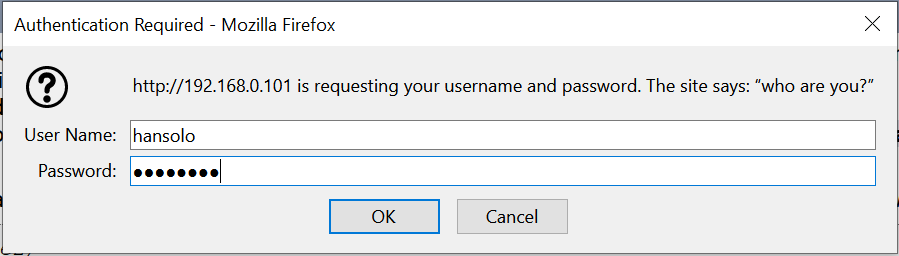 Authentication Required - Mozilla Firefox
http://192.168.0.101 is requesting your username and password. The site says: “who are you?”
User Name: hansolo
Password: ●●●●●●●●
OK Cancel